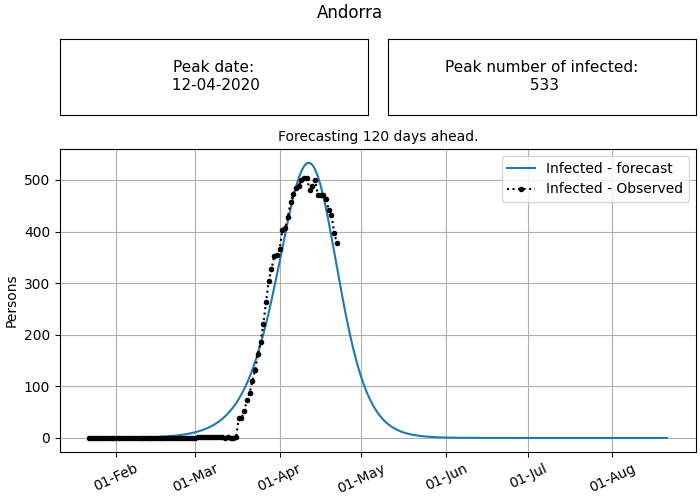 Andorra
Peak date:
12-04-2020
Peak number of infected:
533
Forecasting 120 days ahead.
Infected - forecast
Infected - Observed
Persons
500
400
300
200
100
0
01-Feb
01-Mar
01-Apr
01-May
01-Jun
01-Jul
01-Aug